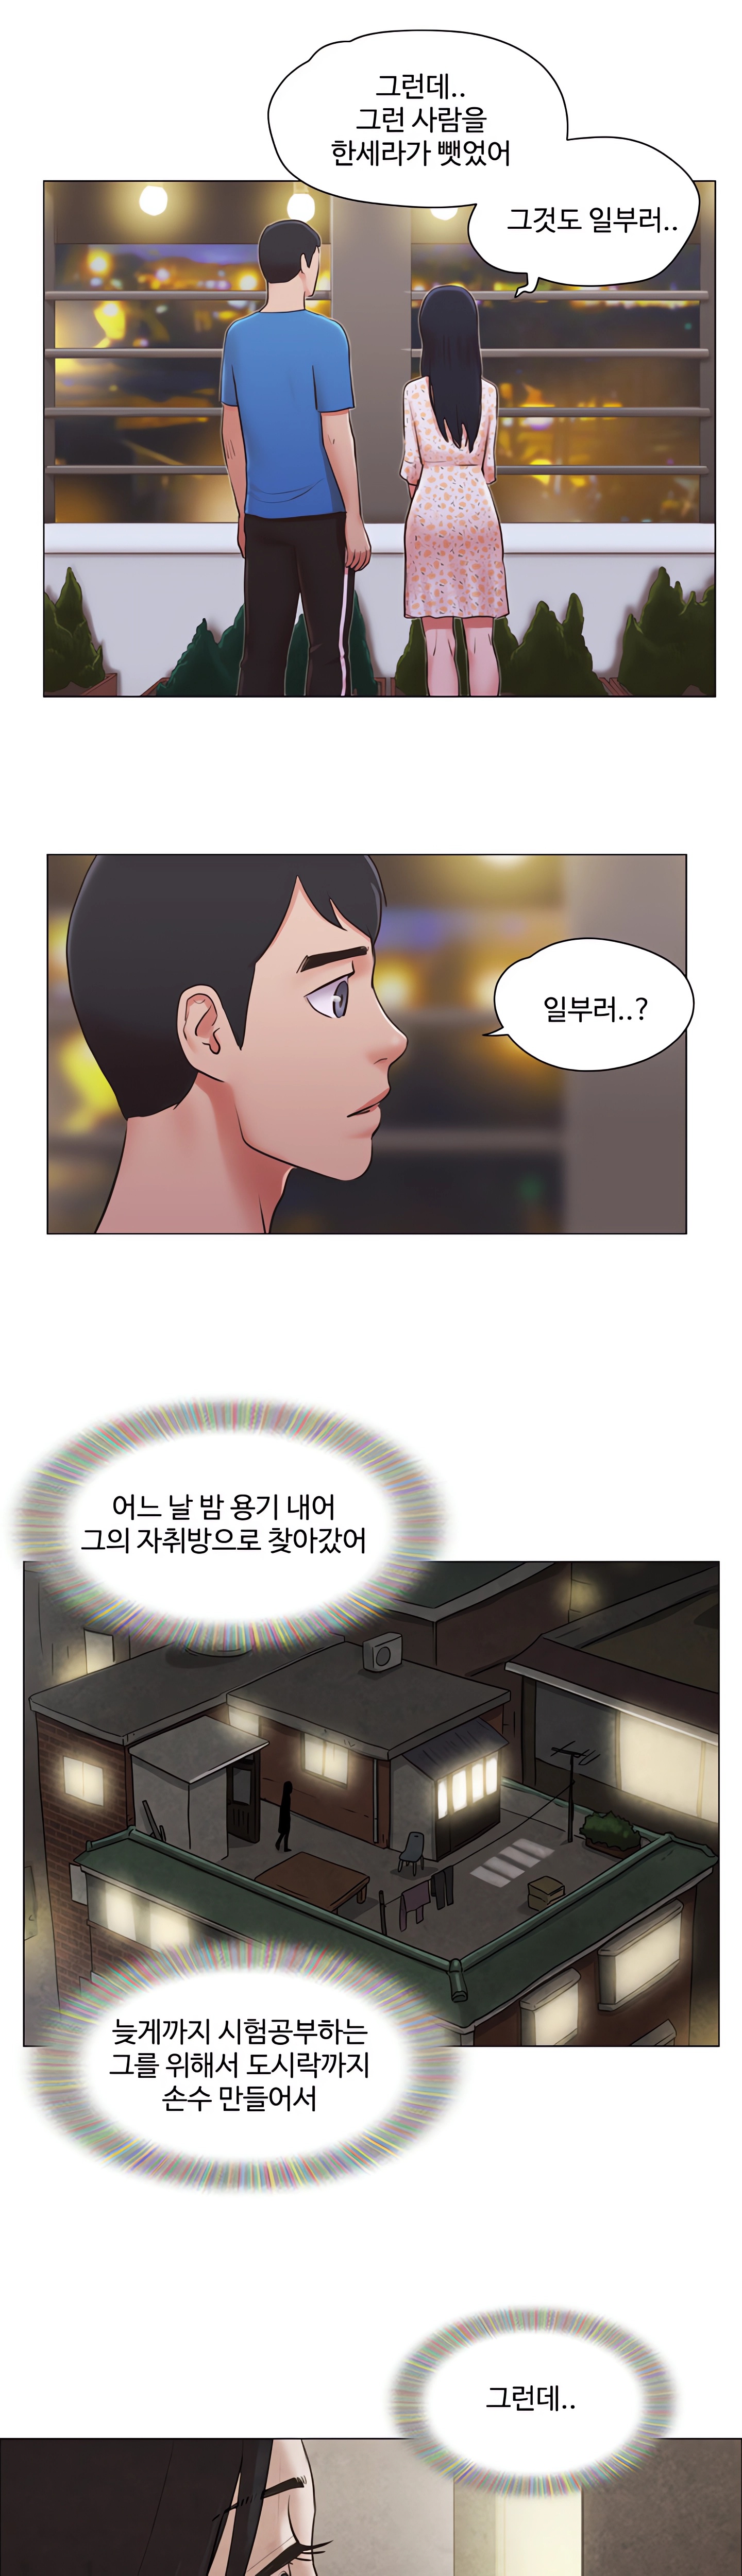 그런데..
그런 사람을
한세라가 뺏었어
그것도 일부러..
일부러..?
어느 날 밤 용기 내어
그의 자취방으로 찾아갔어
늦게까지 시험공부하는
그를 위해서 도시락까지
손수 만들어서
그런데..